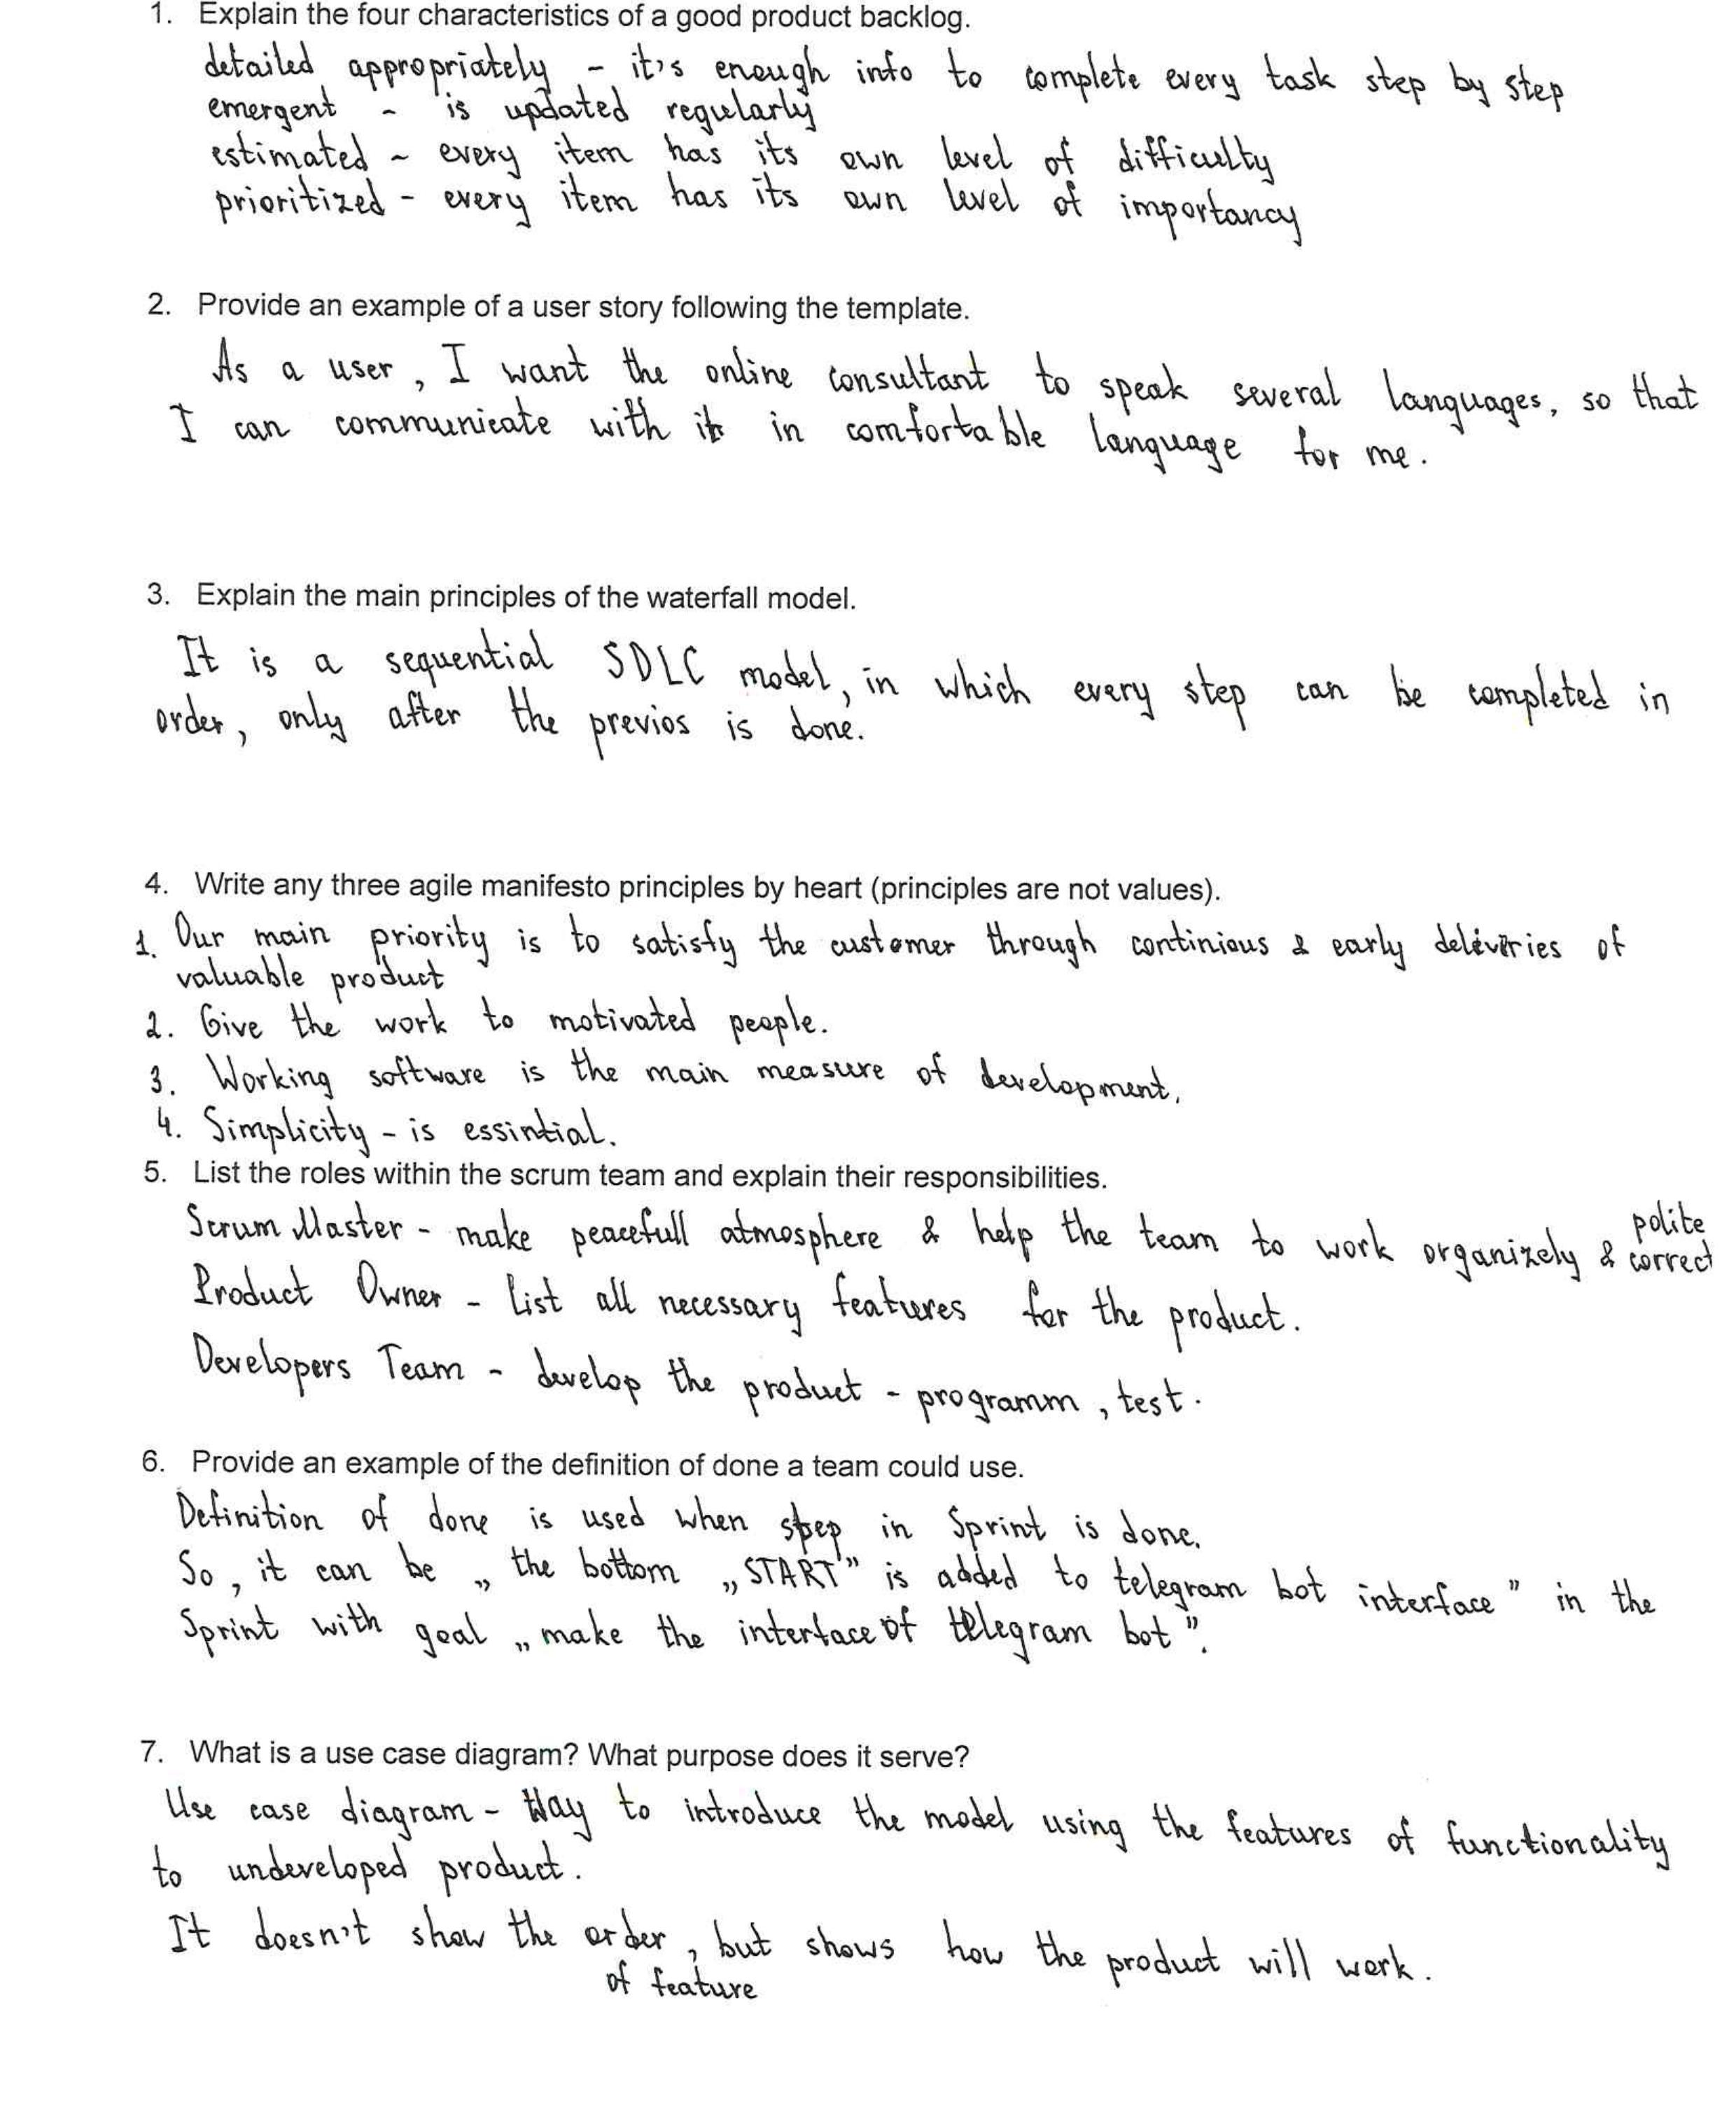 1. Explain the four characteristics of a good product backlog.
detailed appropriately - it's enough info to complete every task step by step
emergent - is updated regularly
estimated - every item has its own level of difficulty
prioritized - every item has its own level of importancy
2. Provide an example of a user story following the template.
As a user, I want the online consultant to speak several languages, so that
I can communicate with it in comfortable language for me.
3. Explain the main principles of the waterfall model.
It is a sequential SDLC model, in which every step can be completed in
order, only after the previos is done.
4. Write any three agile manifesto principles by heart (principles are not values).
1. Our main priority is to satisfy the customer through continious & early deliveries of
valuable product
2. Give the work to motivated people.
3. Working software is the main measure of development.
4. Simplicity - is essintial.
5. List the roles within the scrum team and explain their responsibilities.
Scrum Master - make peacefull atmosphere & help the team to work organizely & polite correct
Product Owner - list all necessary features for the product.
Developers Team - develop the product - programm, test.
6. Provide an example of the definition of done a team could use.
Definition of done is used when step in Sprint is done.
So, it can be „the bottom „START" is added to telegram bot interface" in the
Sprint with goal „make the interface of telegram bot".
7. What is a use case diagram? What purpose does it serve?
Use case diagram - Way to introduce the model using the features of functionality
to undeveloped product.
It doesn't show the order, but shows how the product will work.
of feature